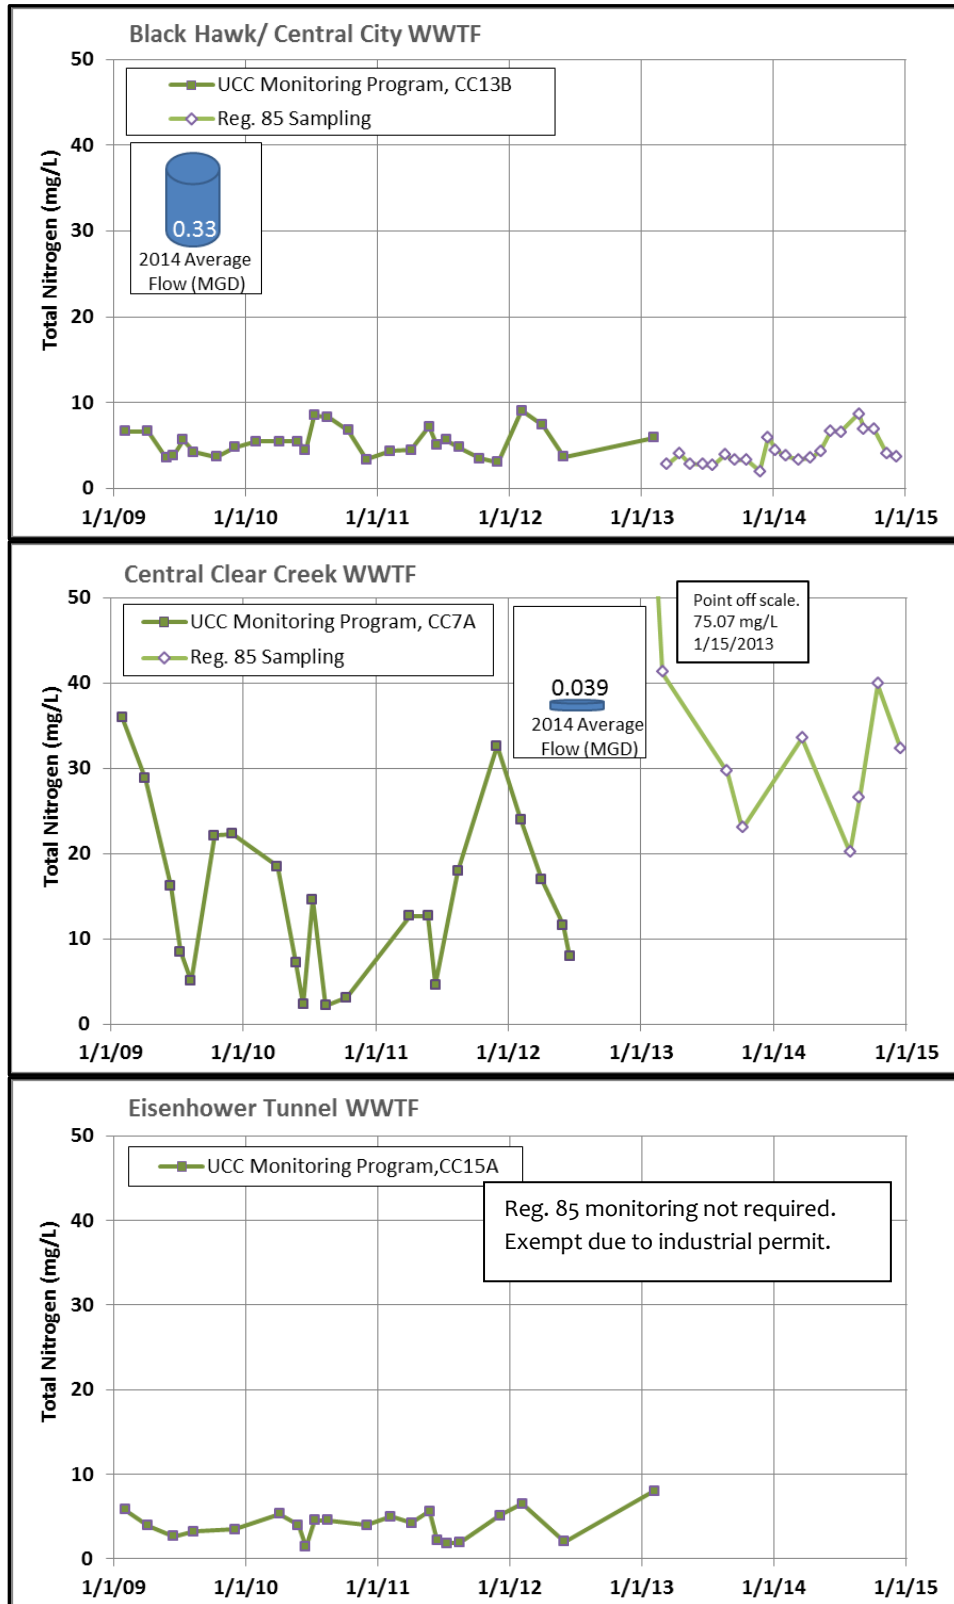 Black Hawk/ Central City WWTF
50
40
30
20
10
0
Total Nitrogen (mg/L)
UCC Monitoring Program, CC13B
Reg. 85 Sampling
0.33
2014 Average
Flow (MGD)
1/1/09 1/1/10 1/1/11 1/1/12 1/1/13 1/1/14 1/1/15
Central Clear Creek WWTF
50
40
30
20
10
0
Total Nitrogen (mg/L)
UCC Monitoring Program, CC7A
Reg. 85 Sampling
0.039
2014 Average
Flow (MGD)
Point off scale.
75.07 mg/L
1/15/2013
1/1/09 1/1/10 1/1/11 1/1/12 1/1/13 1/1/14 1/1/15
Eisenhower Tunnel WWTF
50
40
30
20
10
0
Total Nitrogen (mg/L)
UCC Monitoring Program,CC15A
Reg. 85 monitoring not required.
Exempt due to industrial permit.
1/1/09 1/1/10 1/1/11 1/1/12 1/1/13 1/1/14 1/1/15